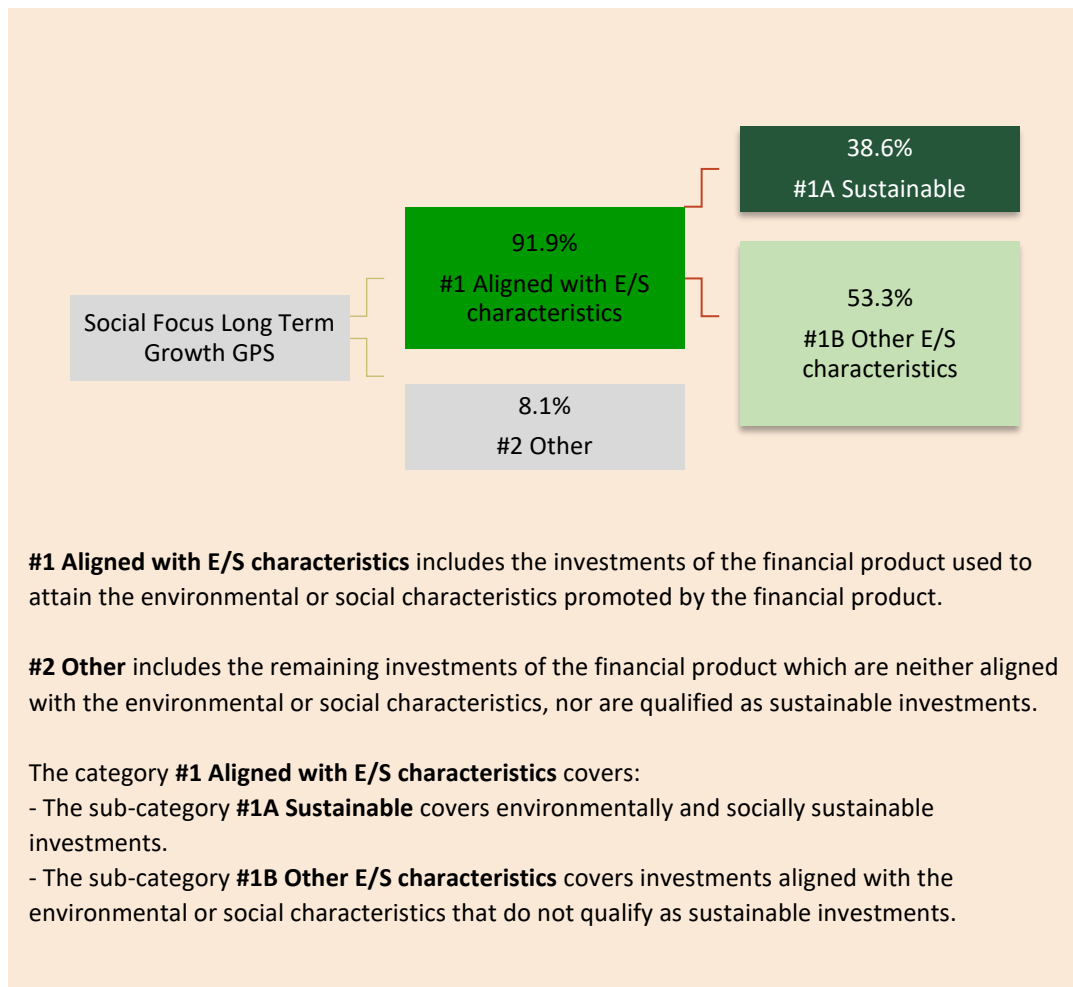 38.6%
#1A Sustainable
91.9%
#1 Aligned with E/S
characteristics
53.3%
#1B Other E/S
characteristics
Social Focus Long Term
Growth GPS
8.1%
#2 Other
#1 Aligned with E/S characteristics includes the investments of the financial product used to
attain the environmental or social characteristics promoted by the financial product.
#2 Other includes the remaining investments of the financial product which are neither aligned
with the environmental or social characteristics, nor are qualified as sustainable investments.
The category #1 Aligned with E/S characteristics covers:
- The sub-category #1A Sustainable covers environmentally and socially sustainable
investments.
- The sub-category #1B Other E/S characteristics covers investments aligned with the
environmental or social characteristics that do not qualify as sustainable investments.